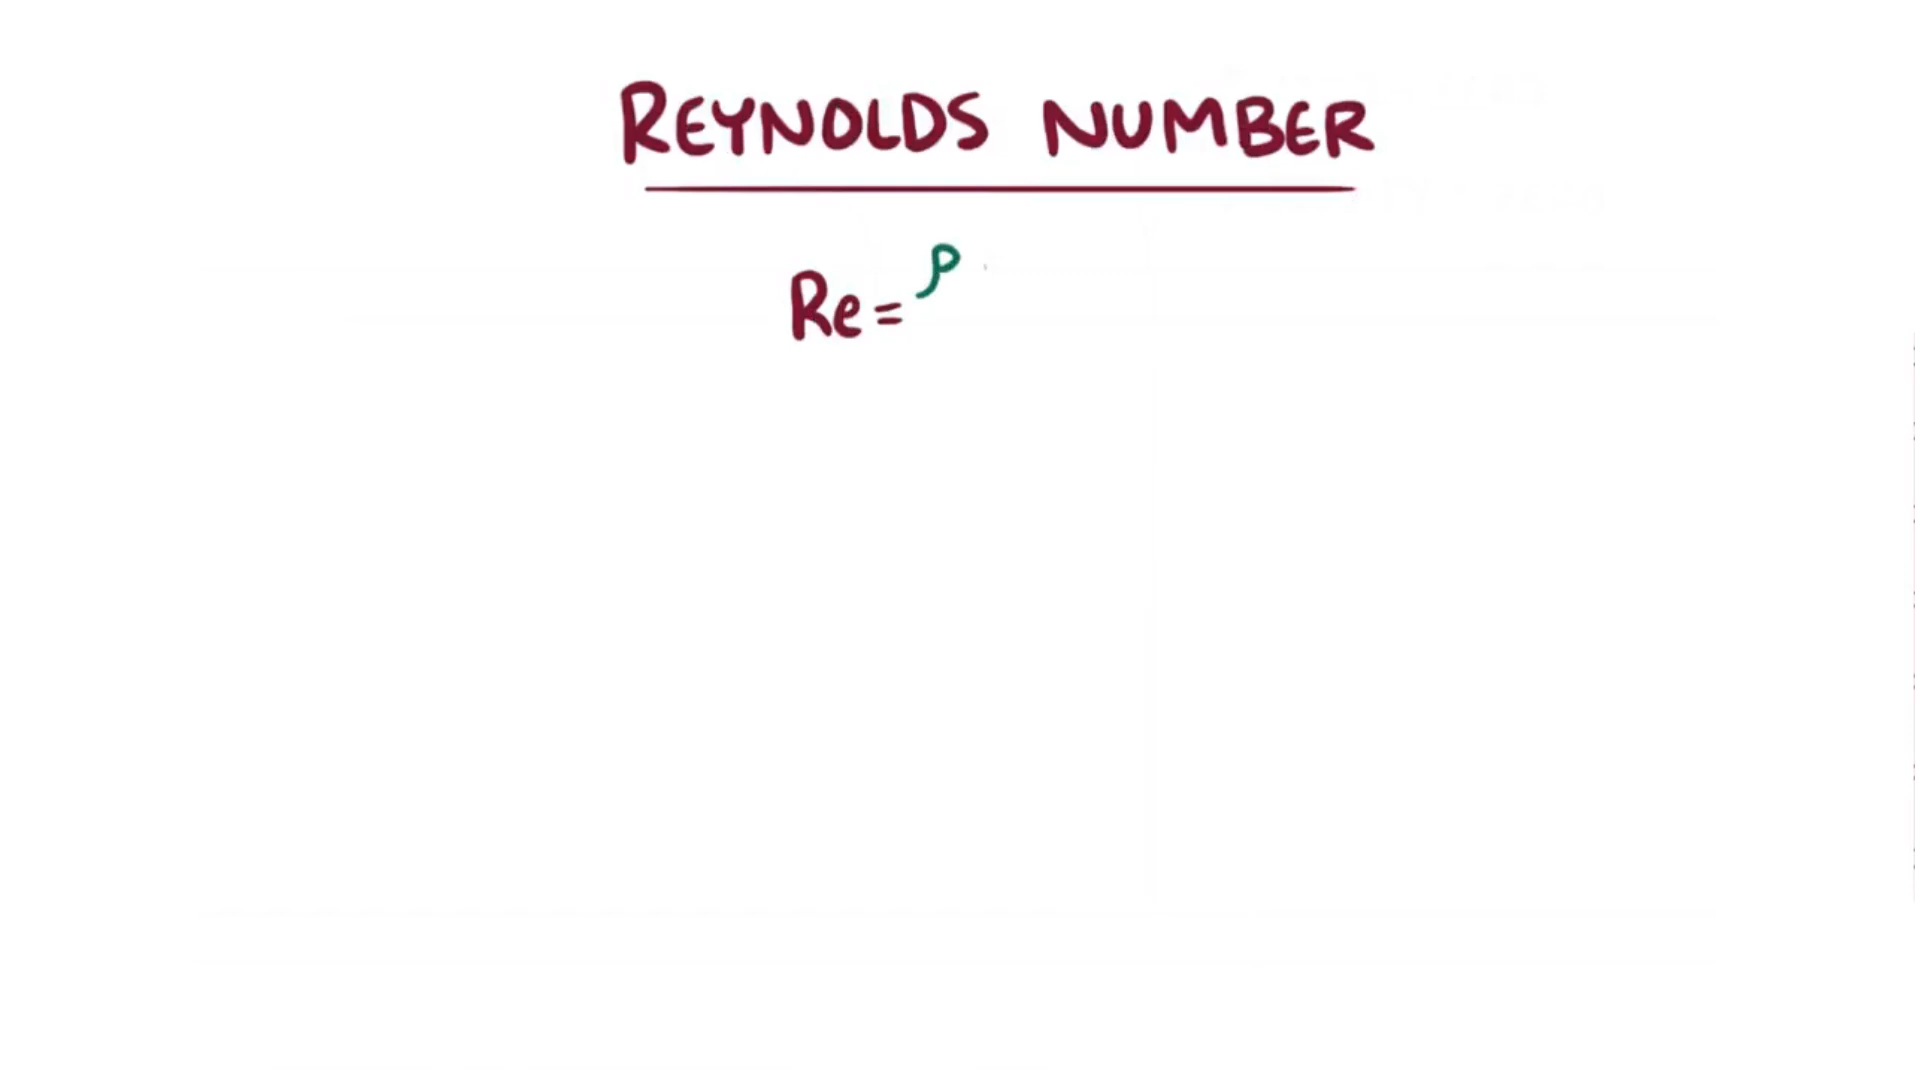 REYNOLDS NUMBER
Re = ρ